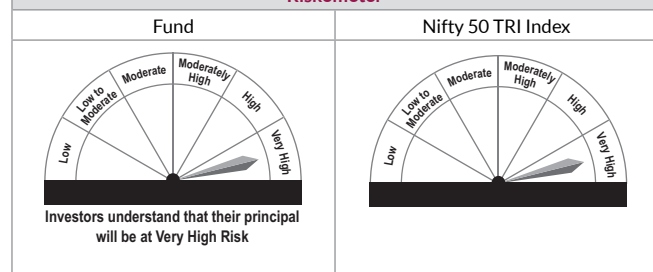 Riskometer
Fund
Nifty 50 TRI Index
Low
Low to
Moderate
Moderate
Moderately
High
High
Very High
Investors understand that their principal
will be at Very High Risk
Low
Low to
Moderate
Moderate
Moderately
High
High
Very High